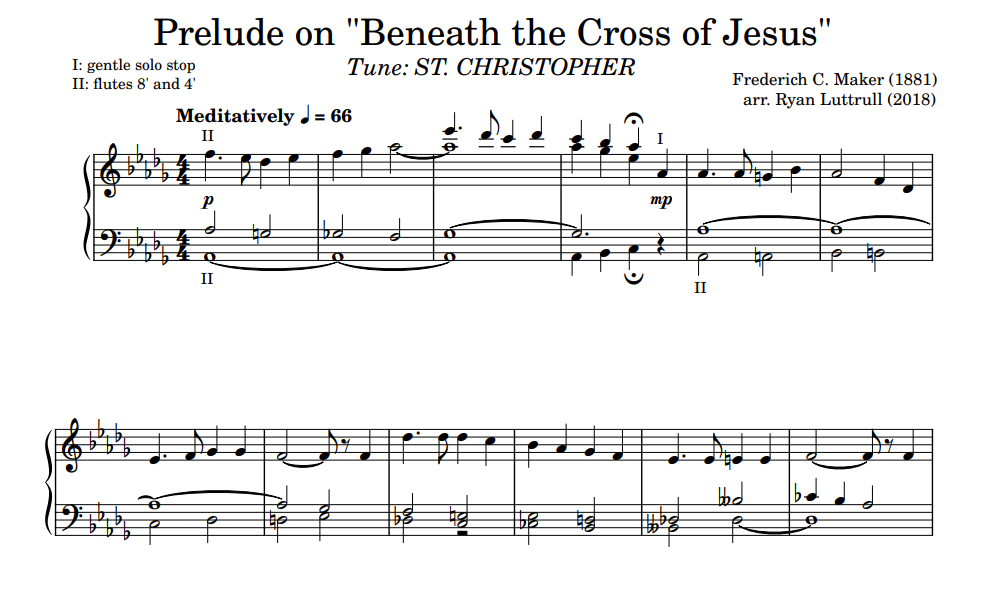 Prelude on "Beneath the Cross of Jesus"
Tune: ST. CHRISTOPHER
I: gentle solo stop
II: flutes 8' and 4'
Frederich C. Maker (1881)
arr. Ryan Luttrull (2018)
Meditatively ♩ = 66
II
I
p
mp
II
II